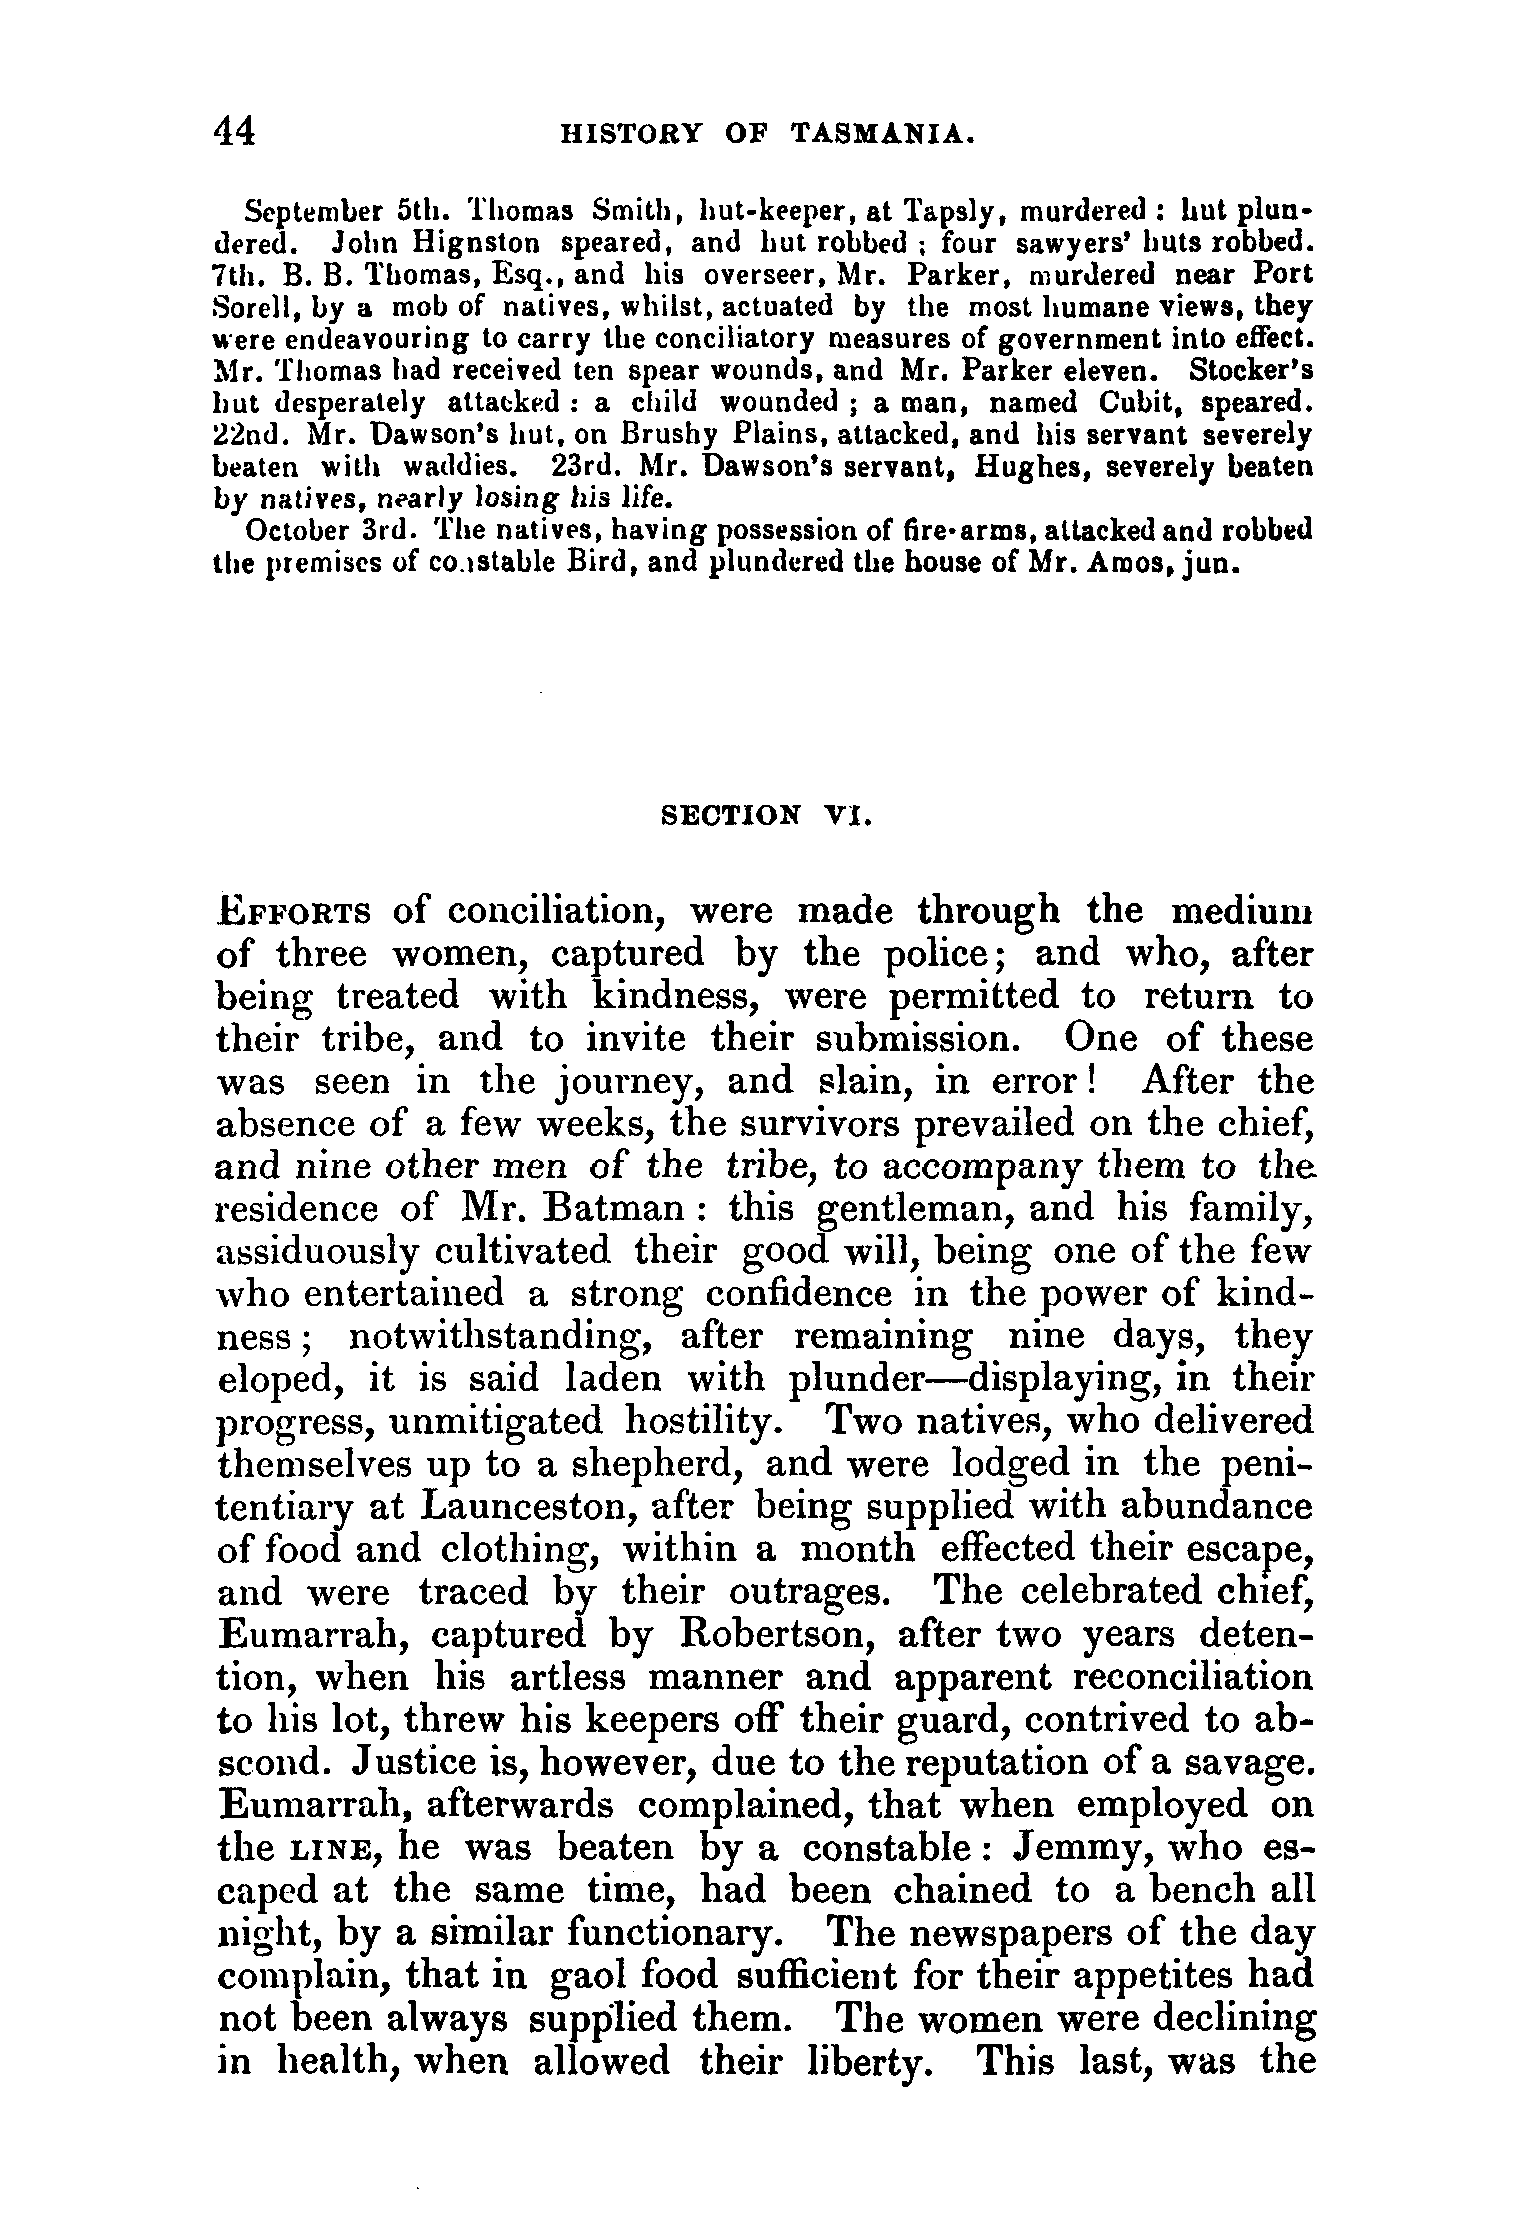 44 HISTORY OF TASMANIA.
September 5th. Thomas Smith, hut-keeper, at Tapsly, murdered : hut plun-
dered. John Hignston speared, and hut robbed ; four sawyers' huts robbed.
7th. B. B. Thomas, Esq., and his overseer, Mr. Parker, murdered near Port
Sorell, by a mob of natives, whilst, actuated by the most humane views, they
were endeavouring to carry the conciliatory measures of government into effect.
Mr. Thomas had received ten spear wounds, and Mr. Parker eleven. Stocker's
hut desperately attacked : a child wounded ; a man, named Cubit, speared.
22nd. Mr. Dawson's hut, on Brushy Plains, attacked, and his servant severely
beaten with waddies. 23rd. Mr. Dawson's servant, Hughes, severely beaten
by natives, nearly losing his life.
October 3rd. The natives, having possession of fire-arms, attacked and robbed
the premises of constable Bird, and plundered the house of Mr. Amos, jun.
SECTION VI.
EFFORTS of conciliation, were made through the medium
of three women, captured by the police; and who, after
being treated with kindness, were permitted to return to
their tribe, and to invite their submission. One of these
was seen in the journey, and slain, in error! After the
absence of a few weeks, the survivors prevailed on the chief,
and nine other men of the tribe, to accompany them to the
residence of Mr. Batman : this gentleman, and his family,
assiduously cultivated their good will, being one of the few
who entertained a strong confidence in the power of kind-
ness ; notwithstanding, after remaining nine days, they
eloped, it is said laden with plunder—displaying, in their
progress, unmitigated hostility. Two natives, who delivered
themselves up to a shepherd, and were lodged in the peni-
tentiary at Launceston, after being supplied with abundance
of food and clothing, within a month effected their escape,
and were traced by their outrages. The celebrated chief,
Eumarrah, captured by Robertson, after two years deten-
tion, when his artless manner and apparent reconciliation
to his lot, threw his keepers off their guard, contrived to ab-
scond. Justice is, however, due to the reputation of a savage.
Eumarrah, afterwards complained, that when employed on
the LINE, he was beaten by a constable : Jemmy, who es-
caped at the same time, had been chained to a bench all
night, by a similar functionary. The newspapers of the day
complain, that in gaol food sufficient for their appetites had
not been always supplied them. The women were declining
in health, when allowed their liberty. This last, was the